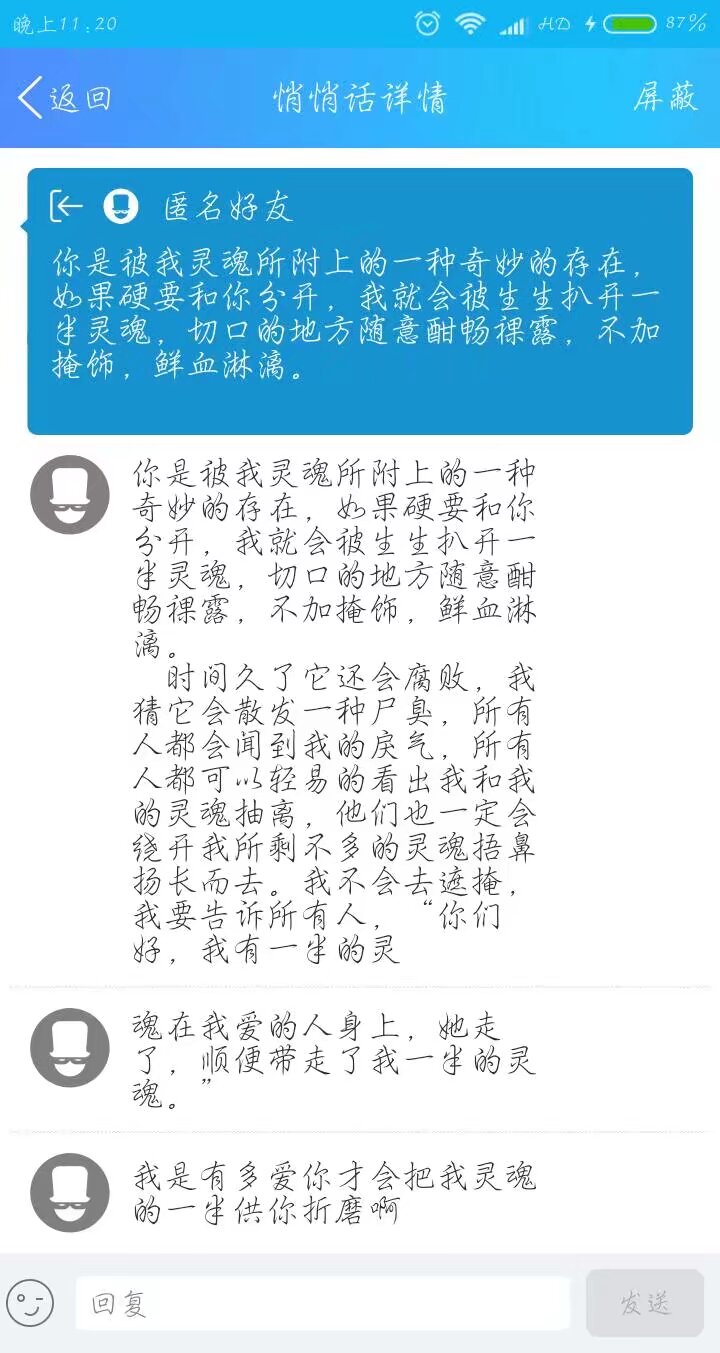 晚上11:20
HD
87%
返回
悄悄话详情
屏蔽
匿名好友
你是被我灵魂所附上的一种奇妙的存在，
如果硬要和你分开，我就会被生生扒开一
半灵魂，切口的地方随意酣畅裸露，不加
掩饰，鲜血淋漓。
你是被我灵魂所附上的一种
奇妙的存在，如果硬要和你
分开，我就会被生生扒开一
半灵魂，切口的地方随意酣
畅裸露，不加掩饰，鲜血淋
漓。
时间久了它还会腐败，我
猜它会散发一种尸臭，所有
人都会闻到我的戾气，所有
人都可以轻易的看出我和我
的灵魂抽离，他们也一定会
绕开我所剩不多的灵魂捂鼻
扬长而去。我不会去遮掩，
我要告诉所有人，“你们
好，我有一半的灵
魂在我爱的人身上，她走
了，顺便带走了我一半的灵
魂。”
我是有多爱你才会把我灵魂
的一半供你折磨啊
回复
发送